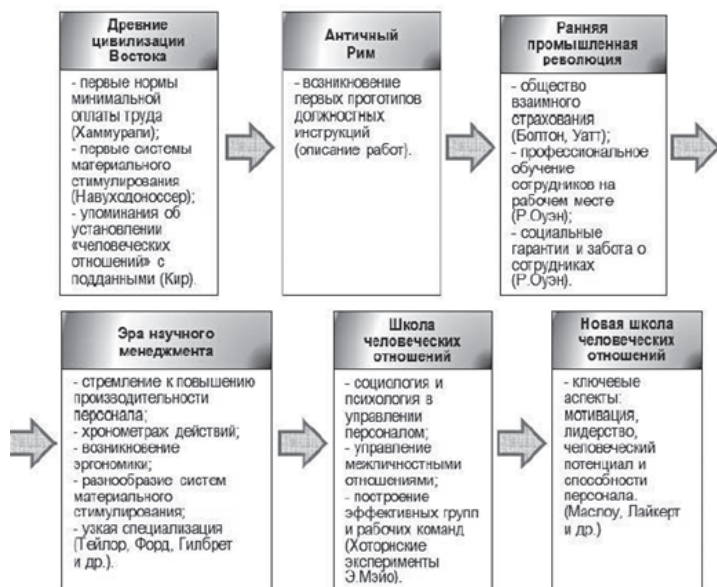 Древние
цивилизации
Востока
- первые нормы
минимальной
оплаты труда
(Хаммурапи);
- первые системы
материального
стимулирования
(Навуходоноссер);
- упоминания об
установлении
«человеческих
отношений» с
подданными (Кир).
Античный
Рим
- возникновение
первых прототипов
должностных
инструкций
(описание работ).
Ранняя
промышленная
революция
- общество
взаимного
страхования
(Болтон, Уатт);
- профессиональное
обучение
сотрудников на
рабочем месте
(Р.Оуэн);
- социальные
гарантии и забота о
сотрудниках
(Р.Оуэн).
Эра научного
менеджмента
- стремление к повышению
производительности
персонала;
- хронометраж действий;
- возникновение
эргономики;
- разнообразие систем
материального
стимулирования;
- узкая специализация
(Тейлор, Форд, Гилбрет
и др.).
Школа
человеческих
отношений
- социология и
психология в
управлении
персоналом;
- управление
межличностными
отношениями;
- построение
эффективных групп
и рабочих команд
(Хоторнские
эксперименты
Э.Мэйо).
Новая школа
человеческих
отношений
- ключевые
аспекты:
мотивация,
лидерство,
человеческий
потенциал и
способности
персонала.
(Маслоу, Лайкерт
и др.)